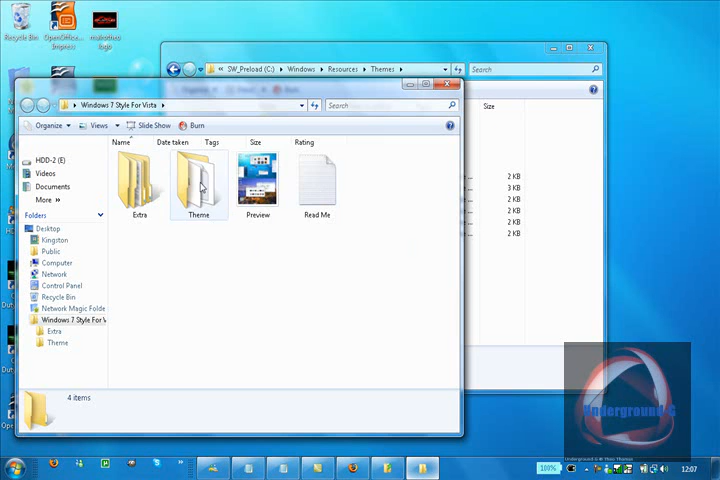 Recycle Bin
OpenOffice....
Impress
makotheo
logo
« SW_Preload (C:) > Windows > Resources > Themes >
Search
Size
2 KB
3 KB
2 KB
2 KB
2 KB
Windows 7 Style For Vista
Search
Organize
Views
Slide Show
Burn
Name
Date taken
Tags
Size
Rating
HDD-2 (E)
Videos
Documents
More »
Folders
Desktop
Kingston
Public
Computer
Network
Control Panel
Recycle Bin
Network Magic Folde
Windows 7 Style For V
Extra
Theme
Extra
Theme
Preview
Read Me
4 items
Underground-G
100%
12:07